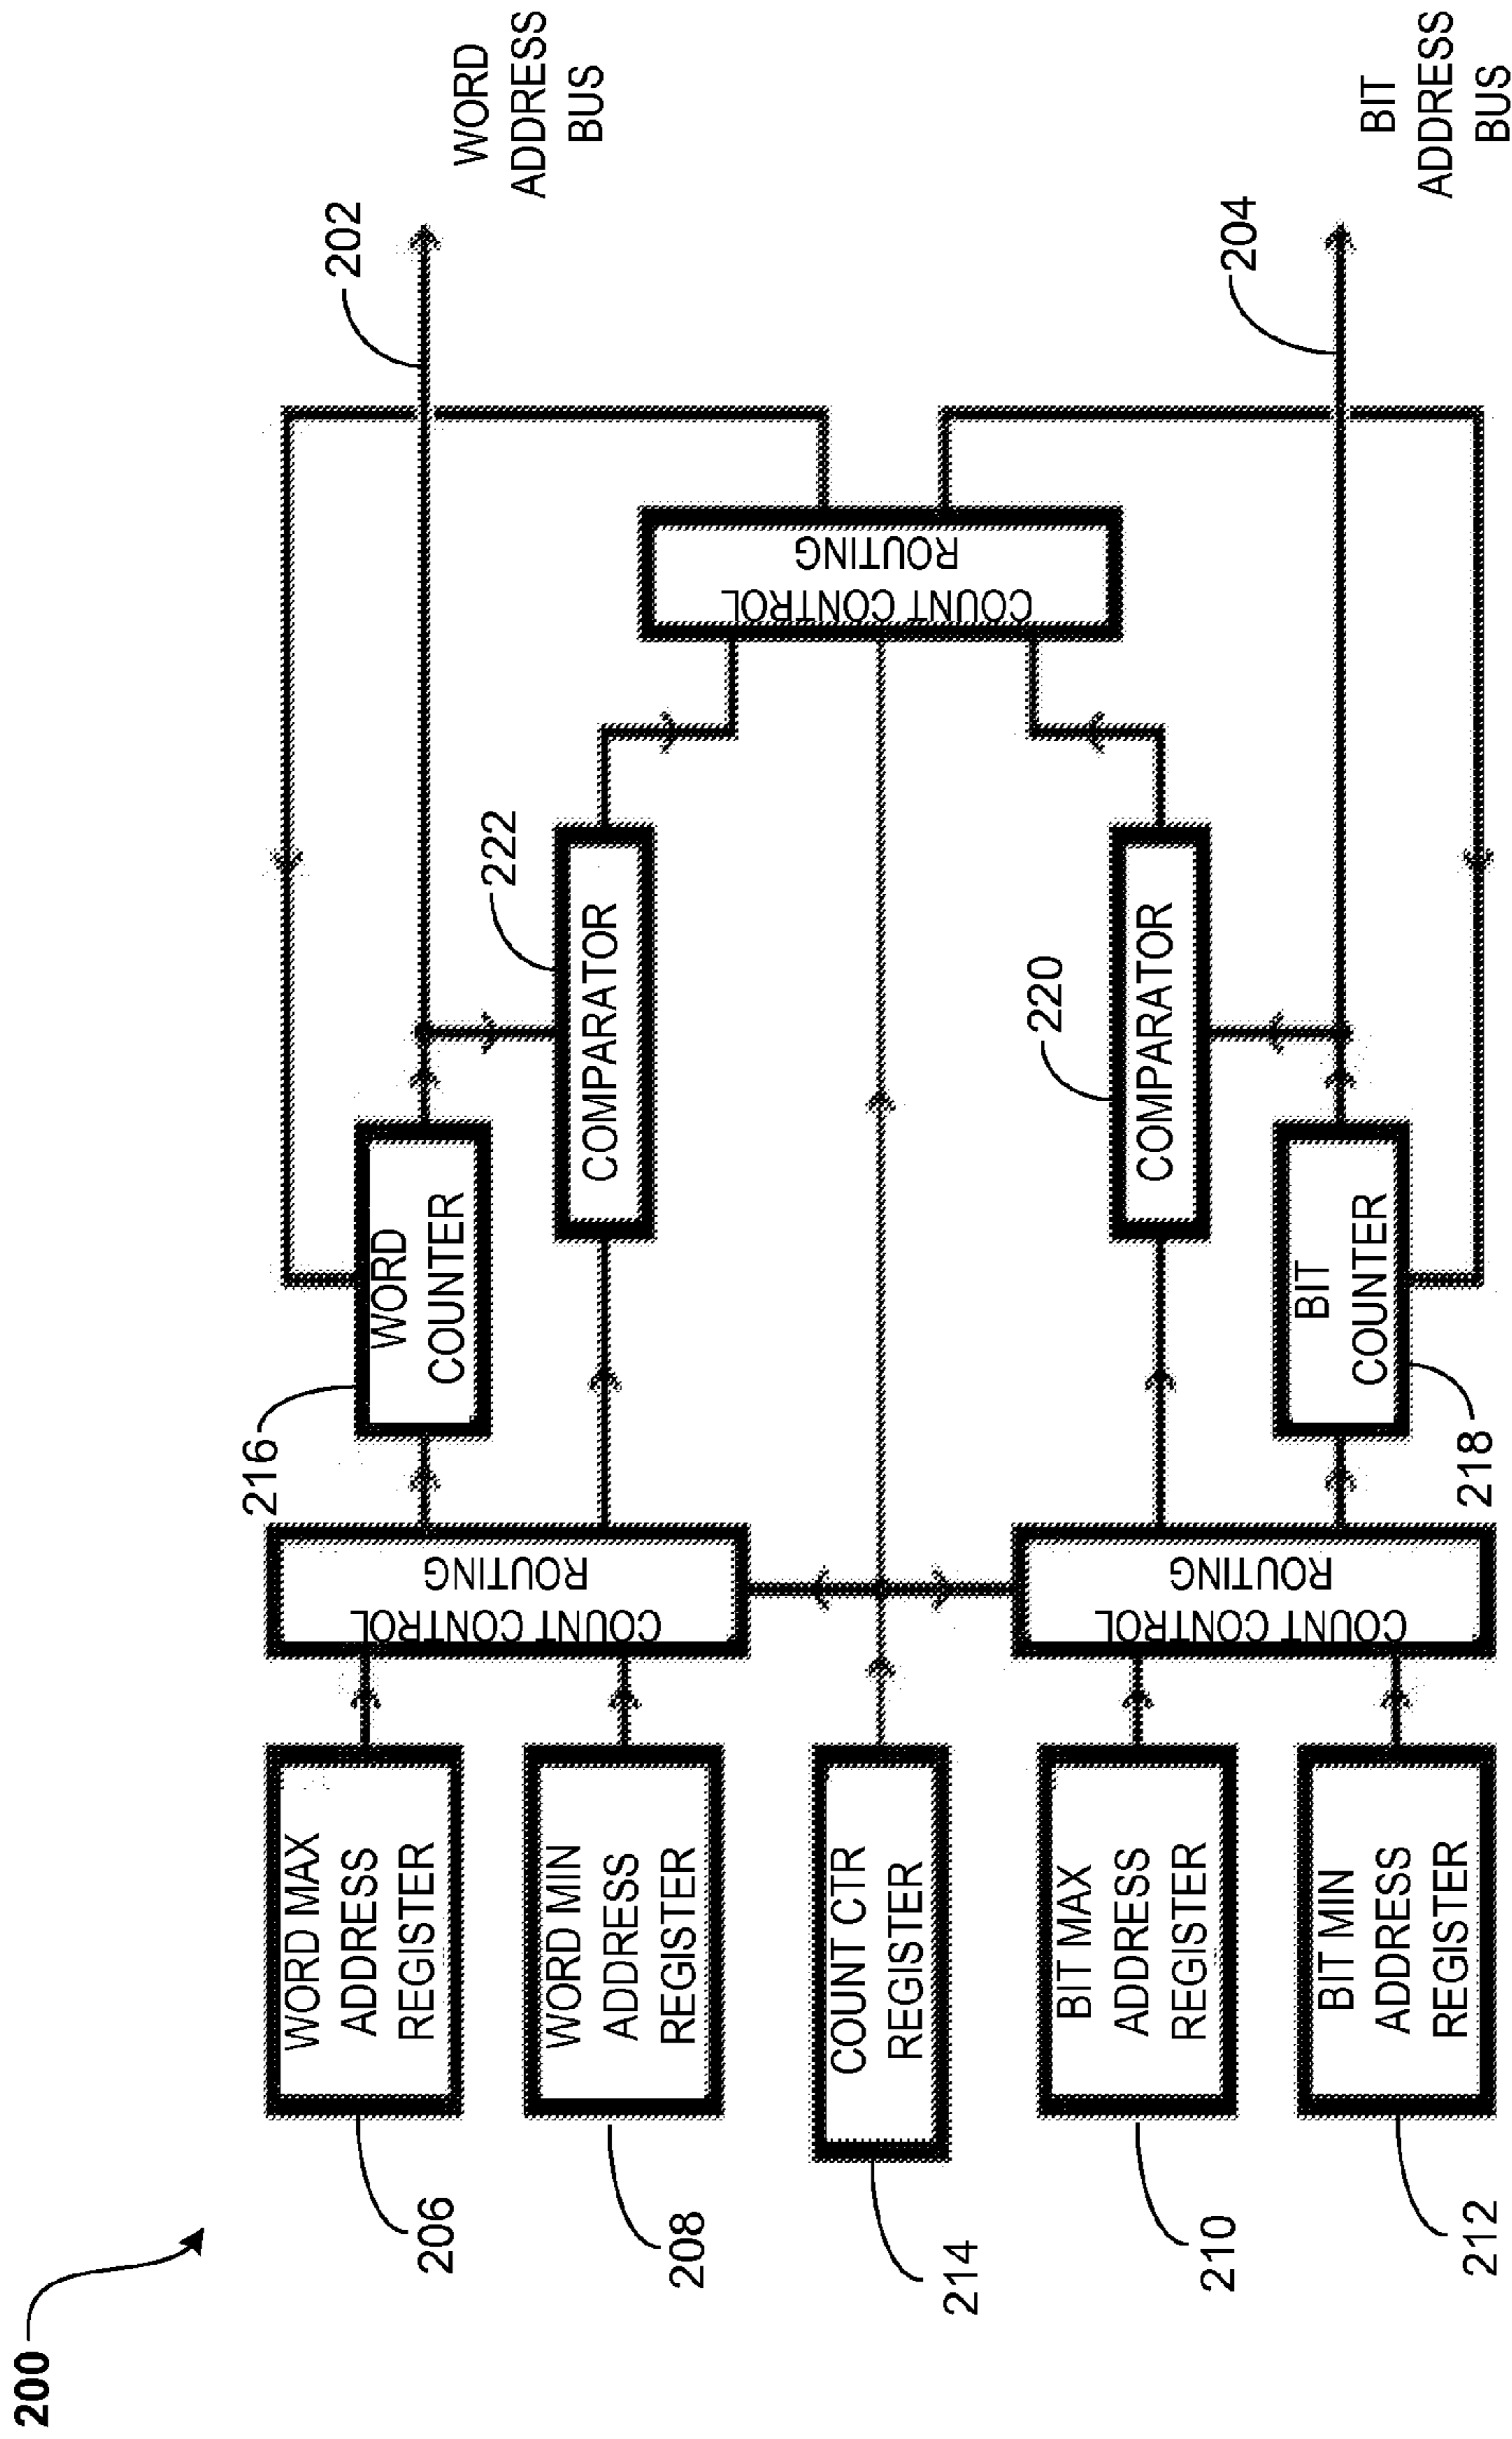 200
206
WORD MAX
ADDRESS
REGISTER
208
WORD MIN
ADDRESS
REGISTER
214
COUNT CTR
REGISTER
210
BIT MAX
ADDRESS
REGISTER
212
BIT MIN
ADDRESS
REGISTER
COUNT CONTROL
ROUTING
COUNT CONTROL
ROUTING
216
WORD
COUNTER
218
BIT
COUNTER
222
COMPARATOR
220
COMPARATOR
COUNT CONTROL
ROUTING
202
WORD
ADDRESS
BUS
204
BIT
ADDRESS
BUS